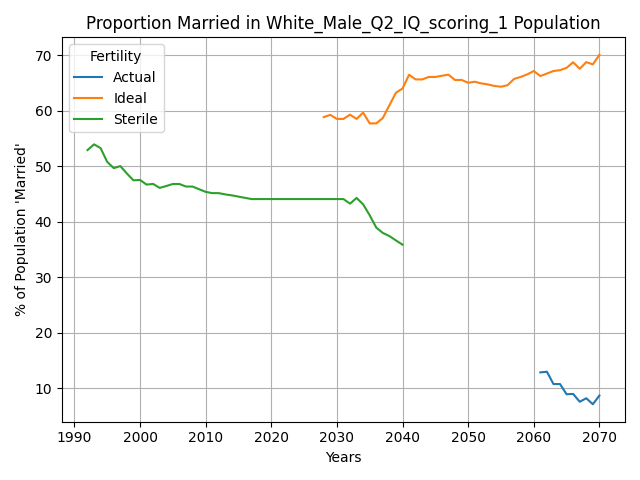 Proportion Married in White_Male_Q2_IQ_scoring_1 Population
% of Population 'Married'
70
60
50
40
30
20
10
Fertility
Actual
Ideal
Sterile
1990 2000 2010 2020 2030 2040 2050 2060 2070
Years